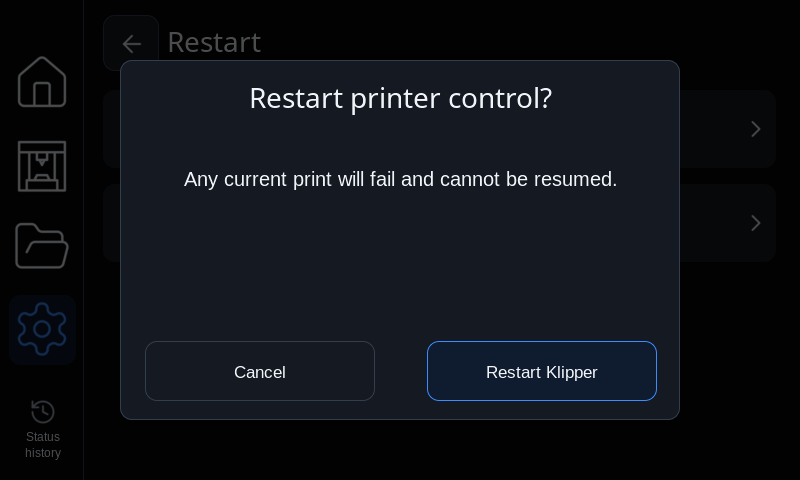 Restart
Restart printer control?
Any current print will fail and cannot be resumed.
Cancel
Restart Klipper
Status
history